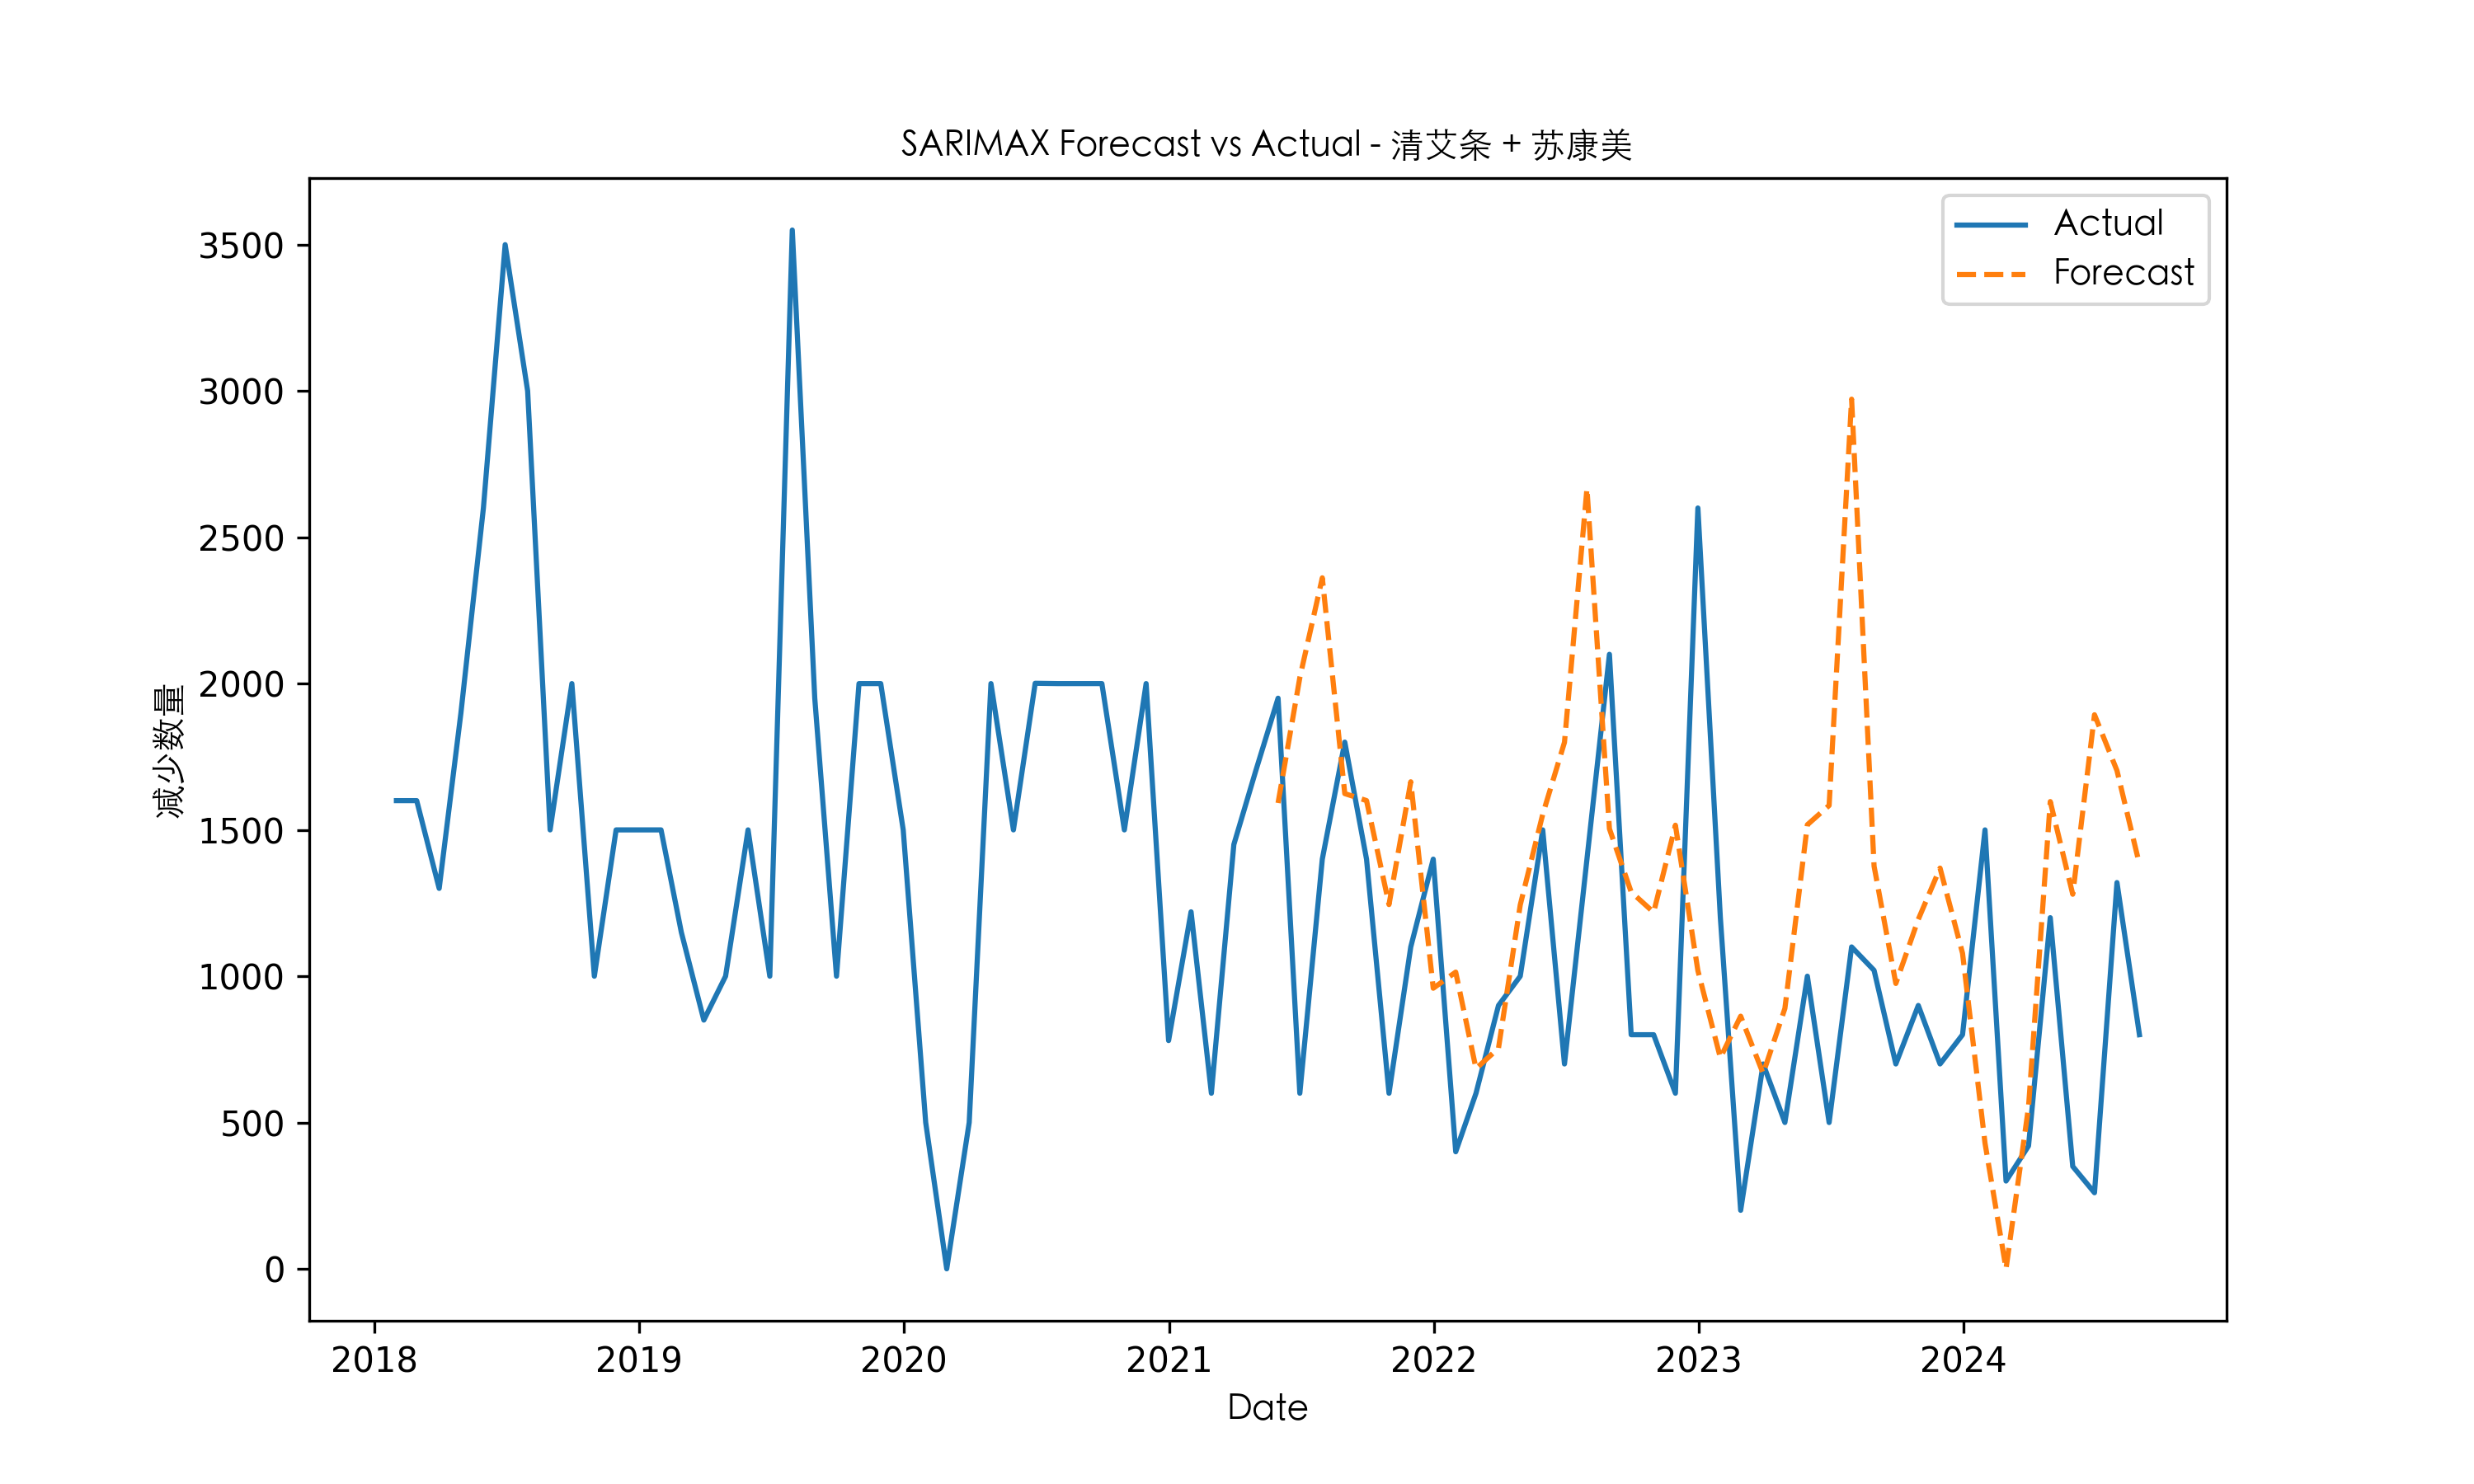 SARIMAX Forecast vs Actual - 清艾条 + 苏康美
Actual
Forecast
减少数量
3500
3000
2500
2000
1500
1000
500
0
2018 2019 2020 2021 2022 2023 2024
Date